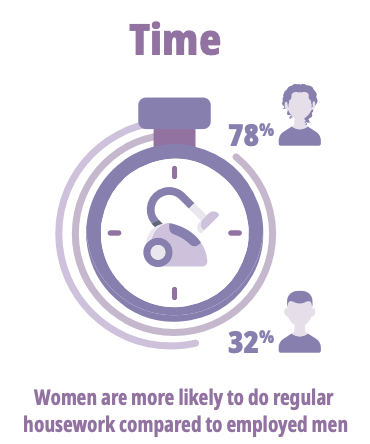 Time
78%
32%
Women are more likely to do regular
housework compared to employed men